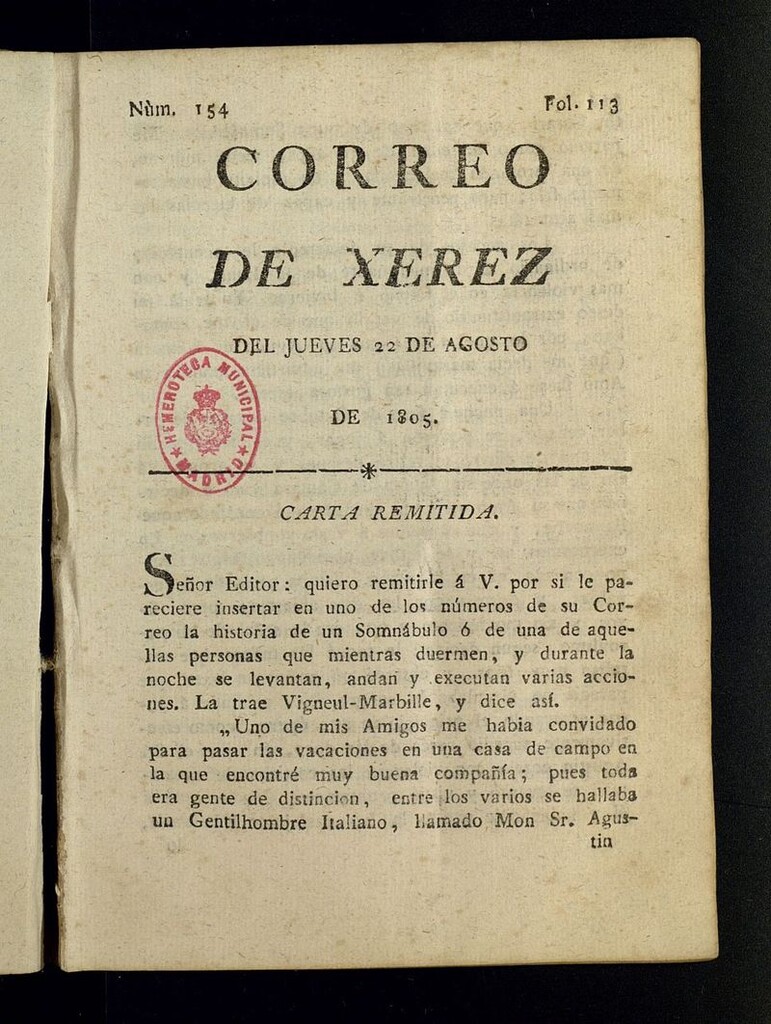 Nùm. 154
Fol. 113
CORREO
DE XEREZ
DEL JUEVES 22 DE AGOSTO
DE 1805.
HEMEROTECA MUNICIPAL
MADRID
CARTA REMITIDA.
Señor Editor: quiero remitirle á V. por si le pa-
reciere insertar en uno de los números de su Cor-
reo la historia de un Somnábulo ó de una de aque-
llas personas que mientras duermen, y durante la
noche se levantan, andan y executan varias accio-
nes. La trae Vigneul-Marbille, y dice así.
„Uno de mis Amigos me habia convidado
para pasar las vacaciones en una casa de campo en
la que encontré muy buena compañía; pues toda
era gente de distincion, entre los varios se hallaba
un Gentilhombre Italiano, llamado Mon Sr. Agus-
tin